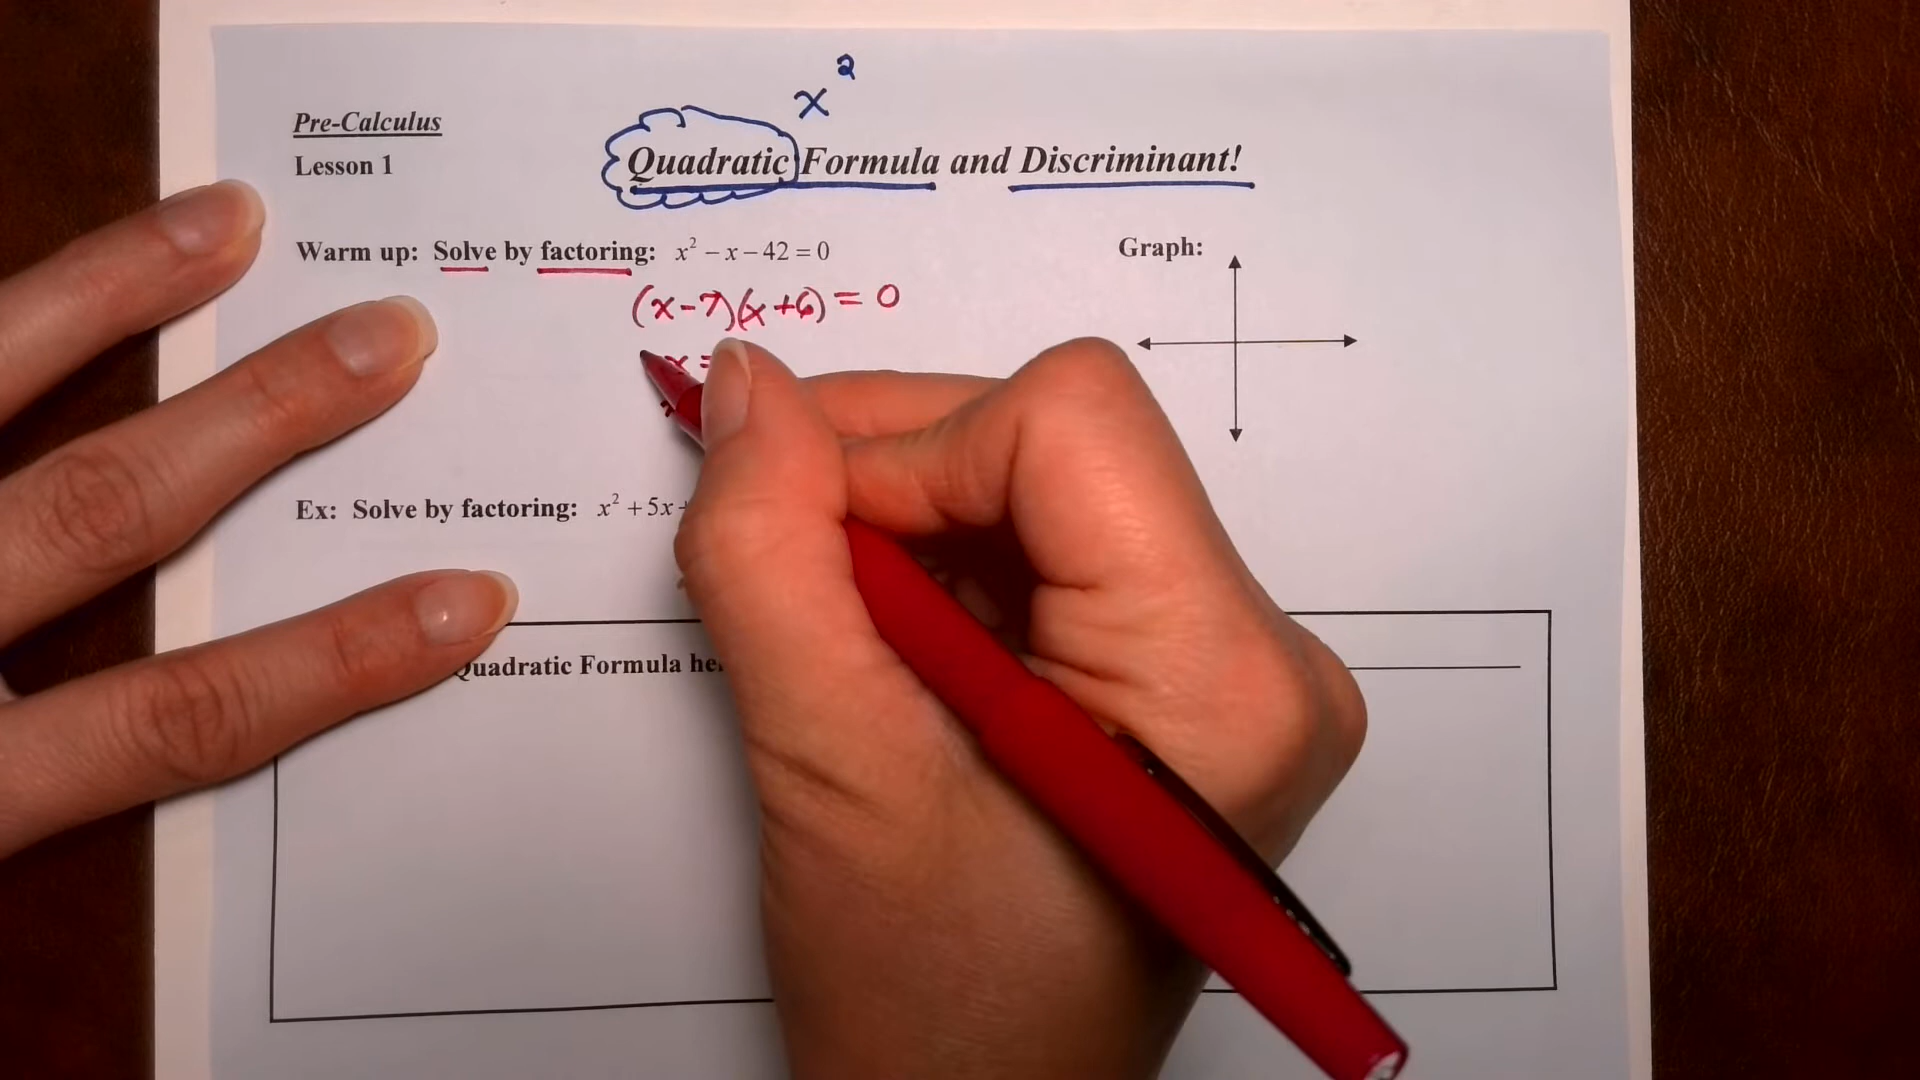 x²
Pre-Calculus
Lesson 1
Quadratic Formula and Discriminant!
Warm up: Solve by factoring: x² − x − 42 = 0
Graph:
(x-7)(x+6) = 0
x =
Ex: Solve by factoring: x² + 5x
Quadratic Formula